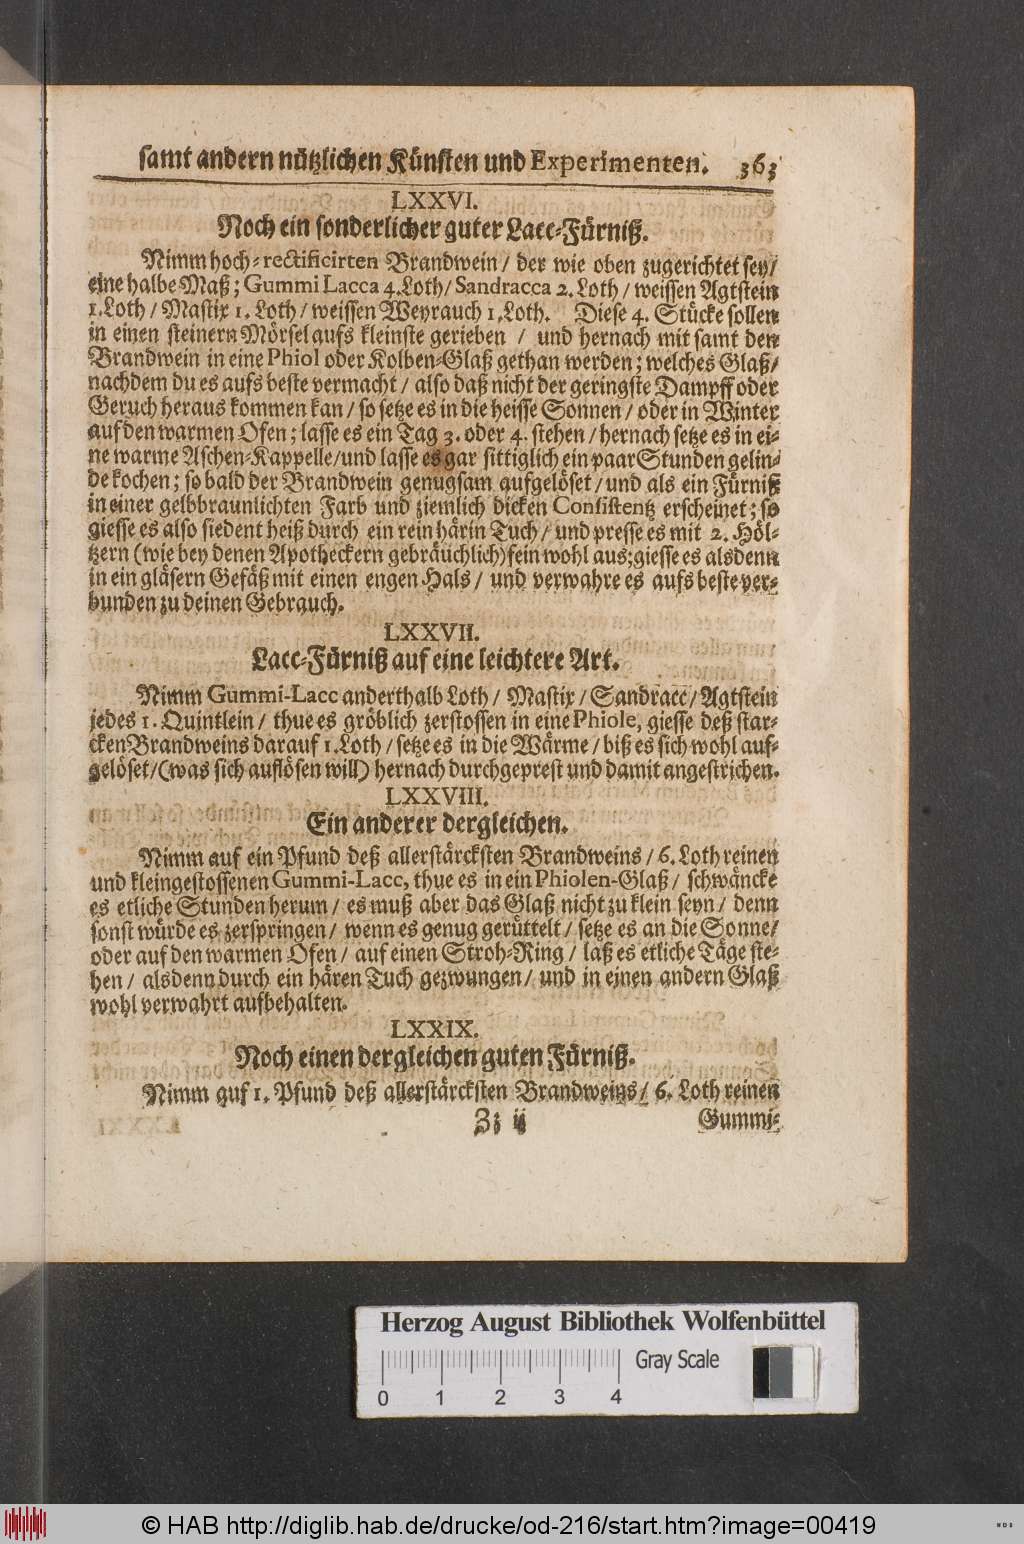 samt andern nützlichen Künsten und Experimenten. 363
LXXVI.
Noch ein sonderlicher guter Lacc-Fürniß.
Nimm hoch-rectificirten Brandwein / der wie oben zugerichtet sey /
eine halbe Maß; Gummi Lacca 4. Loth / Sandracca 2. Loth / weissen Agtstein
1. Loth / Mastix 1. Loth / weissen Weyrauch 1. Loth. Diese 4. Stücke sollen
in einen steinern Mörsel aufs kleinste gerieben / und hernach mit samt den
Brandwein in eine Phiol oder Kolben-Glaß gethan werden; welches Glaß /
nachdem du es aufs beste vermacht / also daß nicht der geringste Dampff oder
Geruch heraus kommen kan / so setze es in die heisse Sonnen / oder in Winter
auf den warmen Ofen; lasse es ein Tag 3. oder 4. stehen / hernach setze es in ei-
ne warme Aschen-Kappelle / und lasse es gar sittiglich ein paar Stunden gelin-
de kochen; so bald der Brandwein genugsam aufgelöset / und als ein Fürniß
in einer gelbbraunlichten Farb und ziemlich dicken Consistentz erscheinet; so
giesse es also siedent heiß durch ein rein härin Tuch / und presse es mit 2. Höl-
tzern (wie bey denen Apotheckern gebräuchlich) fein wohl aus; giesse es alsdenn
in ein gläsern Gefäß mit einen engen Hals / und verwahre es aufs beste ver-
bunden zu deinen Gebrauch.
LXXVII.
Lacc-Fürniß auf eine leichtere Art.
Nimm Gummi-Lacc anderthalb Loth / Mastix / Sandracc / Agtstein
jedes 1. Quintlein / thue es gröblich zerstossen in eine Phiole, giesse deß star-
cken Brandweins darauf 1. Loth / setze es in die Wärme / biß es sich wohl auf-
gelöset / (was sich auflösen will) hernach durchgeprest und damit angestrichen.
LXXVIII.
Ein anderer dergleichen.
Nimm auf ein Pfund deß allerstärcksten Brandweins / 6. Loth reinen
und kleingestossenen Gummi-Lacc, thue es in ein Phiolen-Glaß / schwäncke
es etliche Stunden herum / es muß aber das Glaß nicht zu klein seyn / denn
sonst würde es zerspringen / wenn es genug gerüttelt / setze es an die Sonne /
oder auf den warmen Ofen / auf einen Stroh-Ring / laß es etliche Täge ste-
hen / alsdenn durch ein hären Tuch gezwungen / und in einen andern Glaß
wohl verwahrt aufbehalten.
LXXIX.
Noch einen dergleichen guten Fürniß.
Nimm auf 1. Pfund deß allerstärcksten Brandweins / 6. Loth reinen
Zz ij Gummi-
Herzog August Bibliothek Wolfenbüttel
Gray Scale
0 1 2 3 4
© HAB http://diglib.hab.de/drucke/od-216/start.htm?image=00419